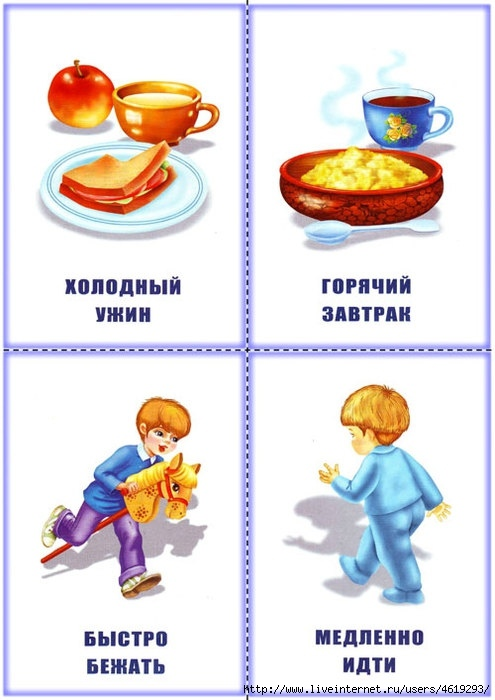 ХОЛОДНЫЙ
УЖИН
ГОРЯЧИЙ
ЗАВТРАК
БЫСТРО
БЕЖАТЬ
МЕДЛЕННО
ИДТИ
http://www.liveinternet.ru/users/4619293/